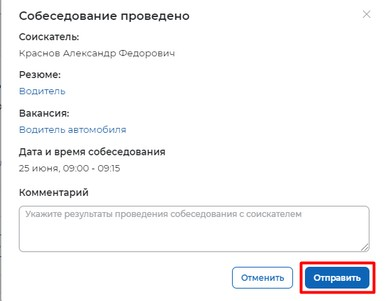 Собеседование проведено
Соискатель:
Краснов Александр Федорович
Резюме:
Водитель
Вакансия:
Водитель автомобиля
Дата и время собеседования
25 июня, 09:00 - 09:15
Комментарий
Укажите результаты проведения собеседования с соискателем
Отменить
Отправить